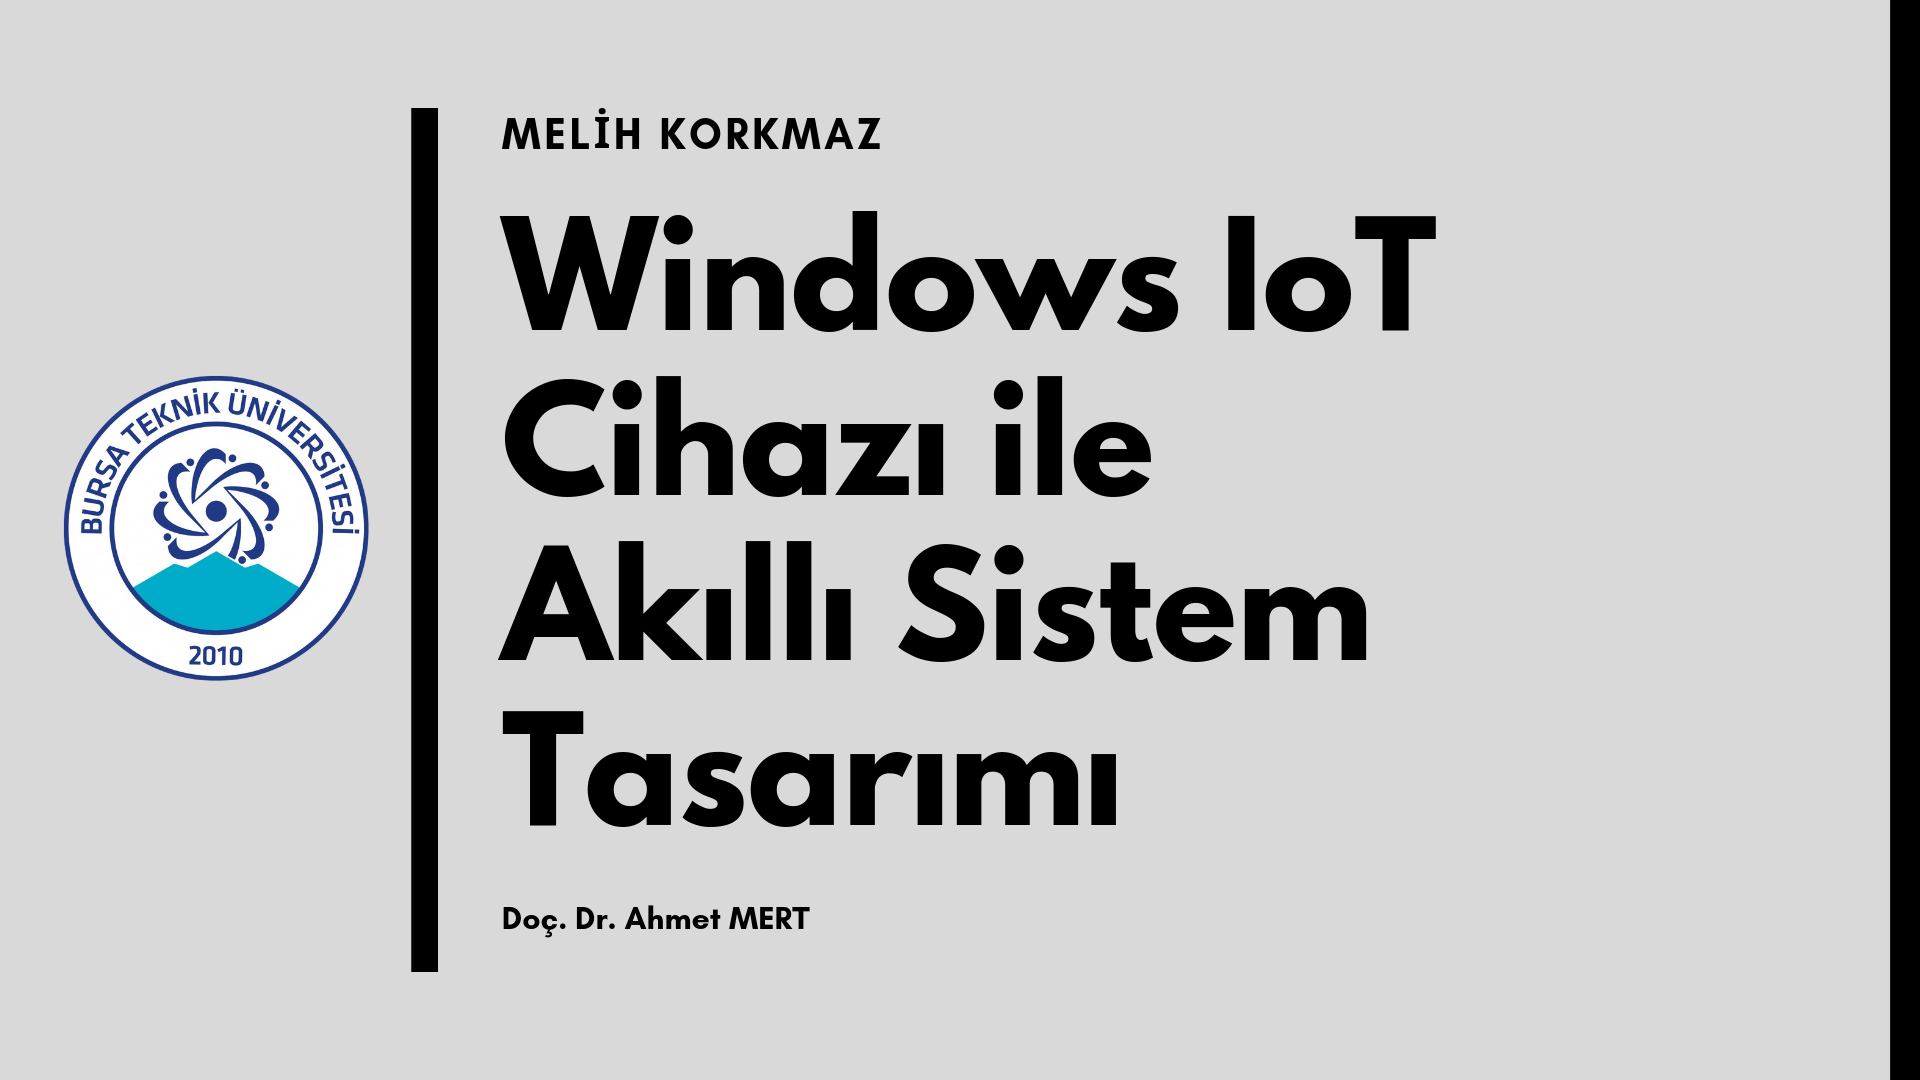 MELİH KORKMAZ
Windows IoT
Cihazı ile
Akıllı Sistem
Tasarımı
Doç. Dr. Ahmet MERT
BURSA TEKNİK ÜNİVERSİTESİ
2010